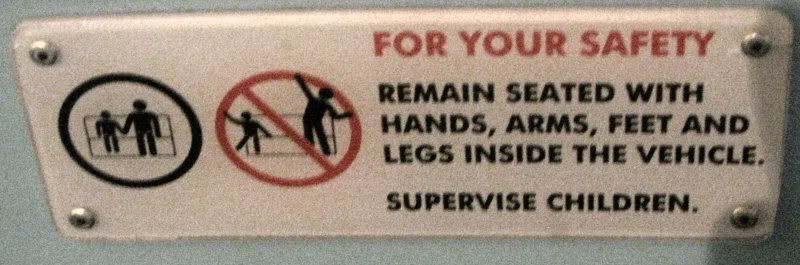 FOR YOUR SAFETY
REMAIN SEATED WITH
HANDS, ARMS, FEET AND
LEGS INSIDE THE VEHICLE.
SUPERVISE CHILDREN.